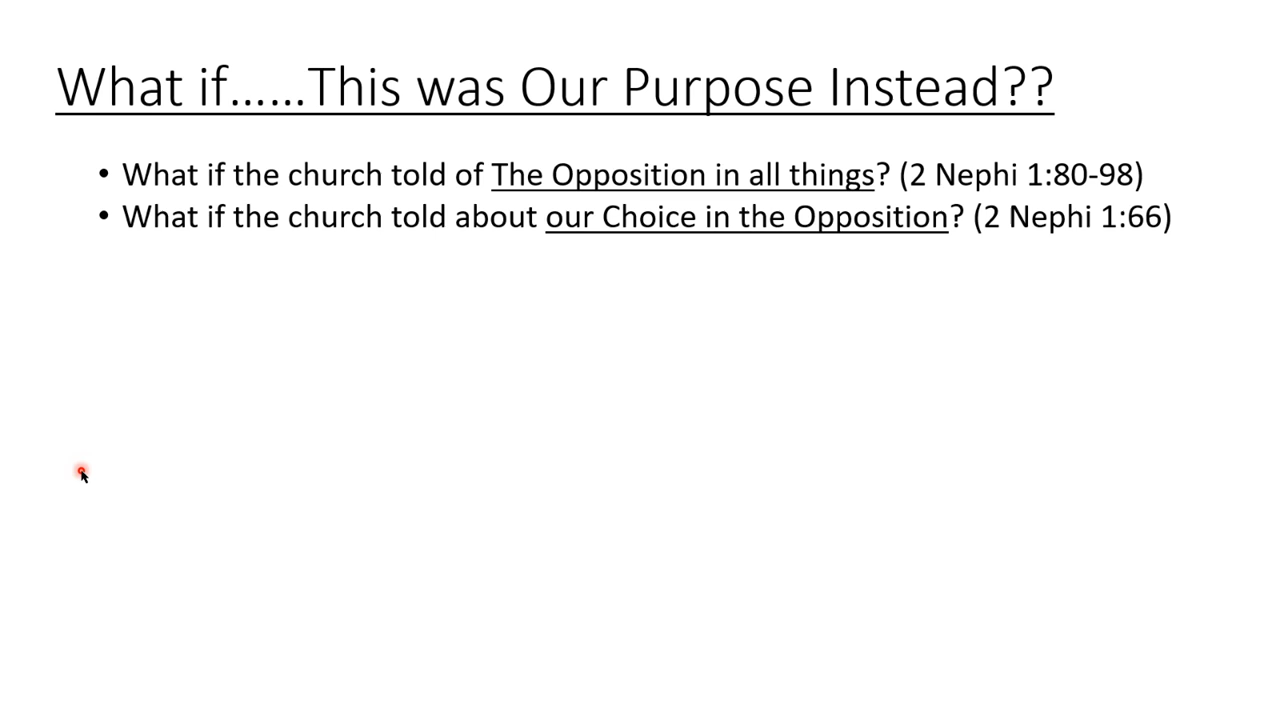 What if......This was Our Purpose Instead??
• What if the church told of The Opposition in all things? (2 Nephi 1:80-98)
• What if the church told about our Choice in the Opposition? (2 Nephi 1:66)